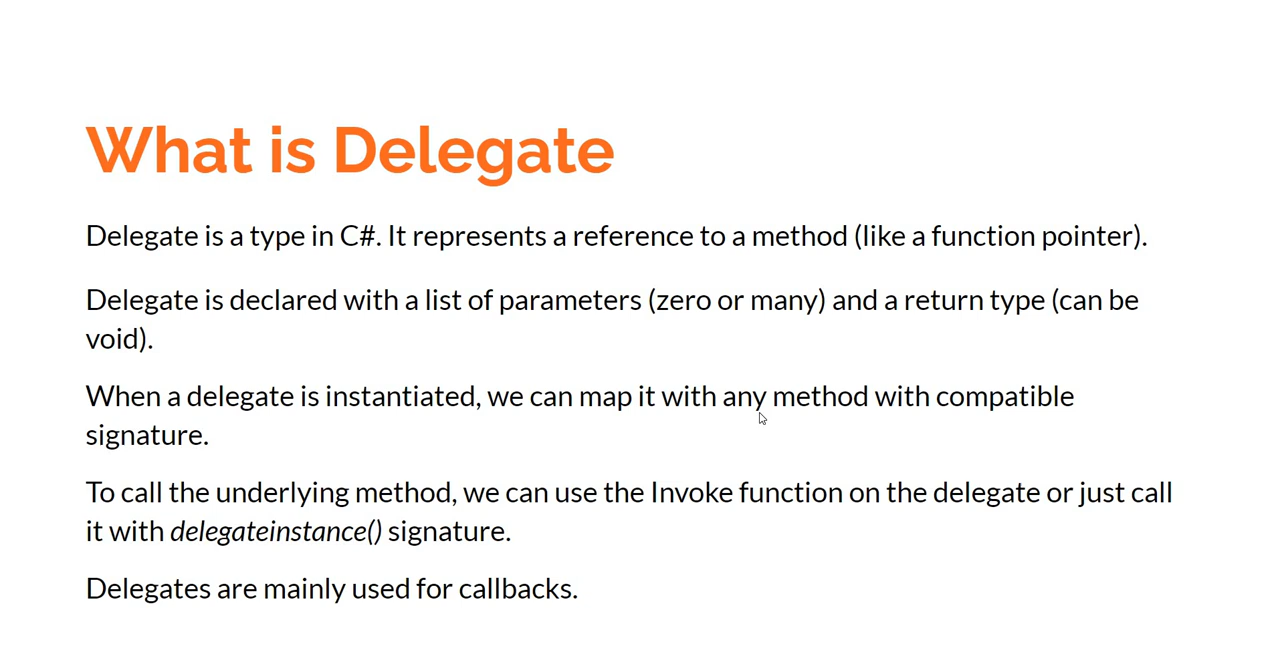 What is Delegate
Delegate is a type in C#. It represents a reference to a method (like a function pointer).
Delegate is declared with a list of parameters (zero or many) and a return type (can be
void).
When a delegate is instantiated, we can map it with any method with compatible
signature.
To call the underlying method, we can use the Invoke function on the delegate or just call
it with delegateinstance() signature.
Delegates are mainly used for callbacks.